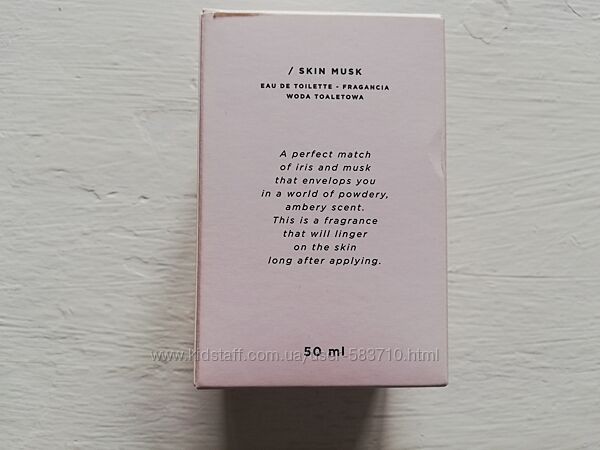 / SKIN MUSK
EAU DE TOILETTE - FRAGANCIA
WODA TOALETOWA
A perfect match
of iris and musk
that envelops you
in a world of powdery,
ambery scent.
This is a fragrance
that will linger
on the skin
long after applying.
50 ml
www.kidstaff.com.ua/user-583710.html